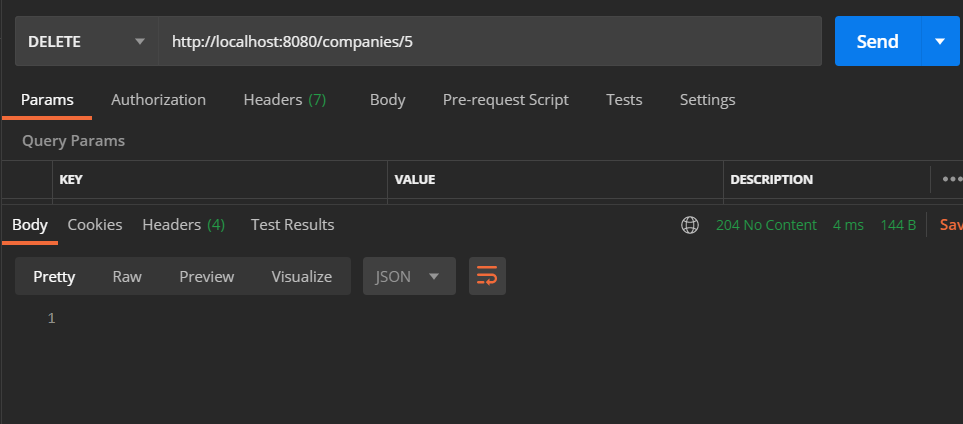 DELETE http://localhost:8080/companies/5 Send
Params Authorization Headers (7) Body Pre-request Script Tests Settings
Query Params
KEY VALUE DESCRIPTION
Body Cookies Headers (4) Test Results 204 No Content 4 ms 144 B Sav
Pretty Raw Preview Visualize JSON
1